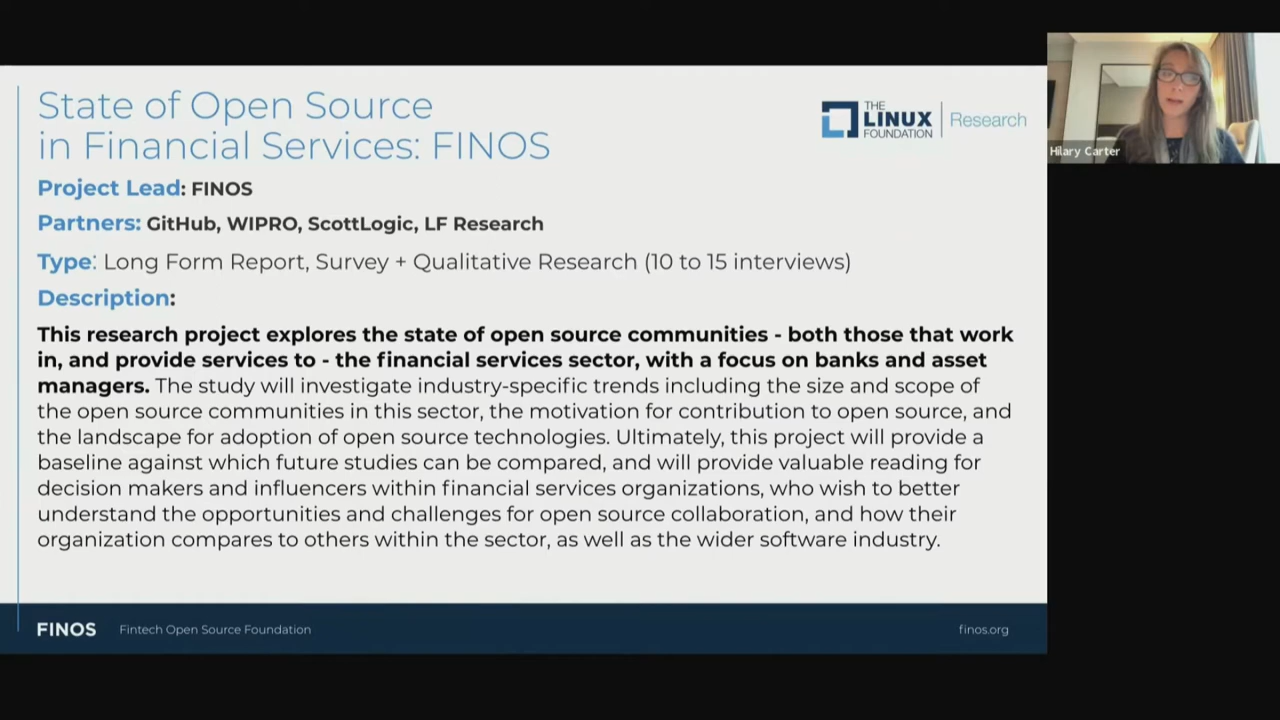 State of Open Source
in Financial Services: FINOS
THE
LINUX
FOUNDATION
Research
Hilary Carter
Project Lead: FINOS
Partners: GitHub, WIPRO, ScottLogic, LF Research
Type: Long Form Report, Survey + Qualitative Research (10 to 15 interviews)
Description:
This research project explores the state of open source communities - both those that work
in, and provide services to - the financial services sector, with a focus on banks and asset
managers. The study will investigate industry-specific trends including the size and scope of
the open source communities in this sector, the motivation for contribution to open source, and
the landscape for adoption of open source technologies. Ultimately, this project will provide a
baseline against which future studies can be compared, and will provide valuable reading for
decision makers and influencers within financial services organizations, who wish to better
understand the opportunities and challenges for open source collaboration, and how their
organization compares to others within the sector, as well as the wider software industry.
FINOS Fintech Open Source Foundation finos.org